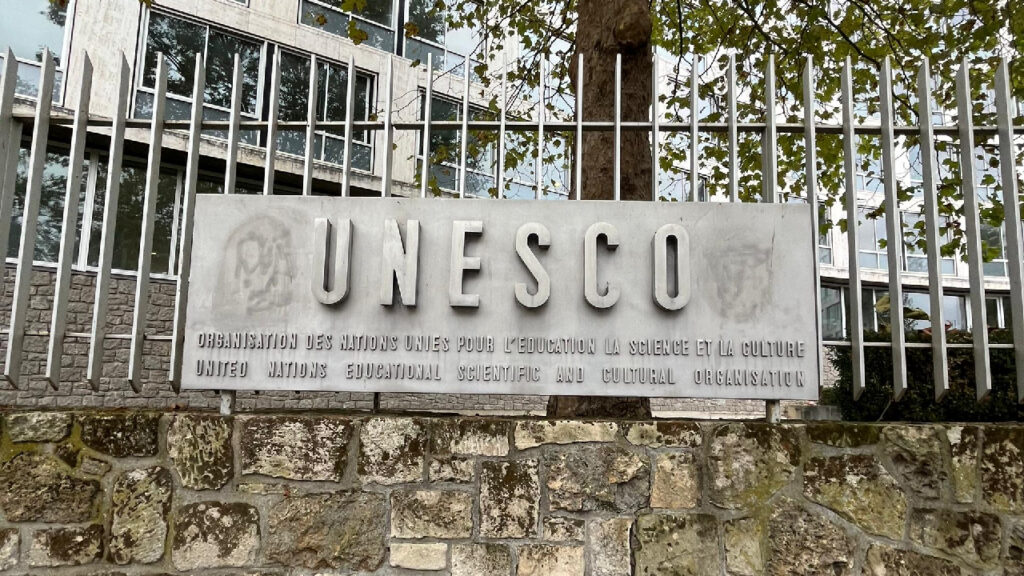 UNESCO
ORGANISATION DES NATIONS UNIES POUR L'EDUCATION LA SCIENCE ET LA CULTURE
UNITED NATIONS EDUCATIONAL SCIENTIFIC AND CULTURAL ORGANISATION